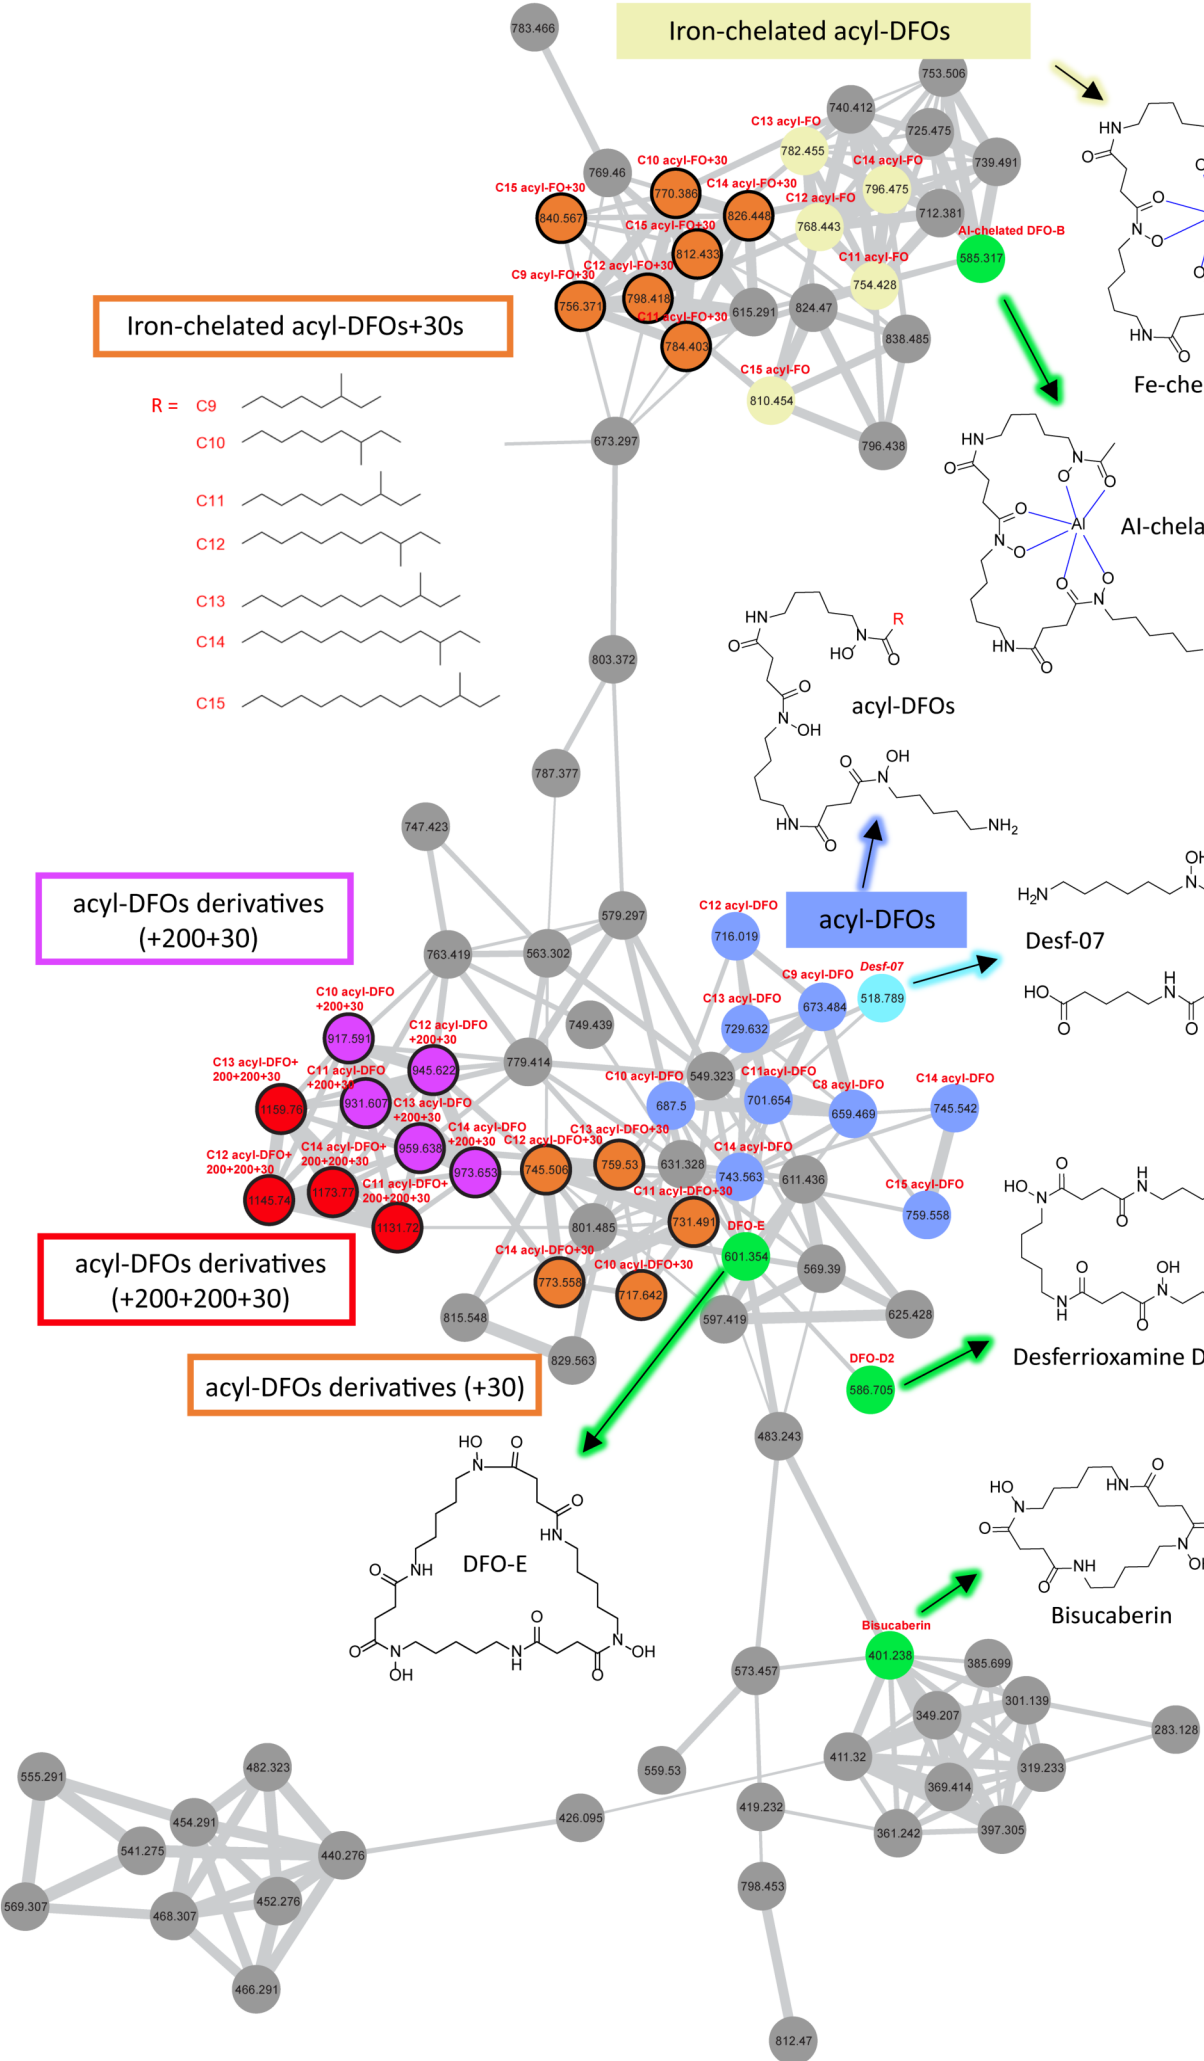 783.466
Iron-chelated acyl-DFOs
753.506
740.412
C13 acyl-FO
725.475
782.455
739.491
C10 acyl-FO+30
C14 acyl-FO
769.46
770.386
796.475
C15 acyl-FO+30
C14 acyl-FO+30
C12 acyl-FO
712.381
840.567
826.448
768.443
C15 acyl-FO+30
AI-chelated DFO-B
812.433
585.317
C9 acyl-FO+30
C12 acyl-FO+30
C11 acyl-FO
756.371
798.418
754.428
C11 acyl-FO+30
615.291
824.47
784.403
838.485
C15 acyl-FO
810.454
796.438
673.297
Iron-chelated acyl-DFOs+30s
R =
C9
C10
C11
C12
C13
C14
C15
HN
O
O
N
O
O
O
HN
O
Fe-che
HN
O
N
O
O
O
N
O
Al
O
O
N
O
HN
O
AI-chela
803.372
787.377
HN
O
N
HO
R
O
O
N
OH
HN
O
O
OH
N
NH2
acyl-DFOs
747.423
acyl-DFOs derivatives
(+200+30)
579.297
763.419
563.302
749.439
779.414
549.323
acyl-DFOs
C12 acyl-DFO
716.019
C9 acyl-DFO
673.484
Desf-07
518.789
C13 acyl-DFO
729.632
C10 acyl-DFO
687.5
C11acyl-DFO
701.654
C8 acyl-DFO
659.469
C14 acyl-DFO
745.542
C14 acyl-DFO
743.563
C15 acyl-DFO
759.558
OH
H2N
N
Desf-07
HO
O
H
N
O
C10 acyl-DFO
+200+30
917.591
C12 acyl-DFO
+200+30
945.622
C13 acyl-DFO+
200+200+30
1159.76
C11 acyl-DFO
+200+30
931.607
C13 acyl-DFO
+200+30
959.638
C14 acyl-DFO
+200+30
973.653
C12 acyl-DFO+
200+200+30
1145.74
C14 acyl-DFO+
200+200+30
1173.77
C11 acyl-DFO+
200+200+30
1131.72
C12 acyl-DFO+30
745.506
C13 acyl-DFO+30
759.53
C11 acyl-DFO+30
731.491
631.328
611.436
801.485
DFO-E
601.354
C14 acyl-DFO+30
773.558
C10 acyl-DFO+30
717.642
569.39
597.419
625.428
815.548
829.563
acyl-DFOs derivatives
(+200+200+30)
acyl-DFOs derivatives (+30)
DFO-D2
586.705
O
HO
N
H
N
O
OH
HN
O
N
O
Desferrioxamine D
483.243
HO
O
N
O
HN
NH
DFO-E
O
O
N
OH
N
H
O
O
N
OH
HO
N
O
HN
O
O
NH
O
N
OH
Bisucaberin
Bisucaberin
401.238
573.457
385.699
301.139
349.207
283.128
411.32
319.233
369.414
559.53
419.232
361.242
397.305
426.095
555.291
482.323
454.291
541.275
440.276
452.276
569.307
468.307
466.291
798.453
812.47